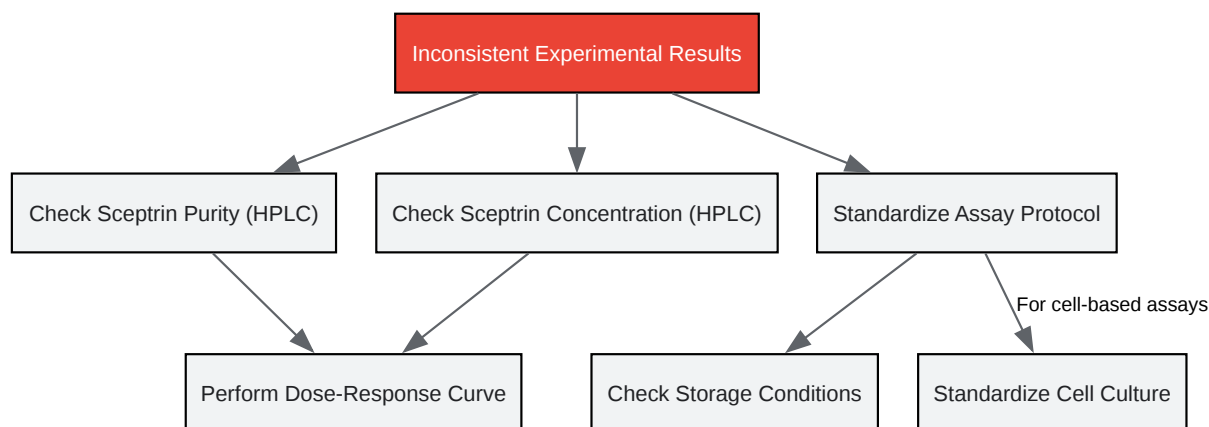 Inconsistent Experimental Results
Check Sceptrin Purity (HPLC)
Check Sceptrin Concentration (HPLC)
Standardize Assay Protocol
For cell-based assays
Perform Dose-Response Curve
Check Storage Conditions
Standardize Cell Culture